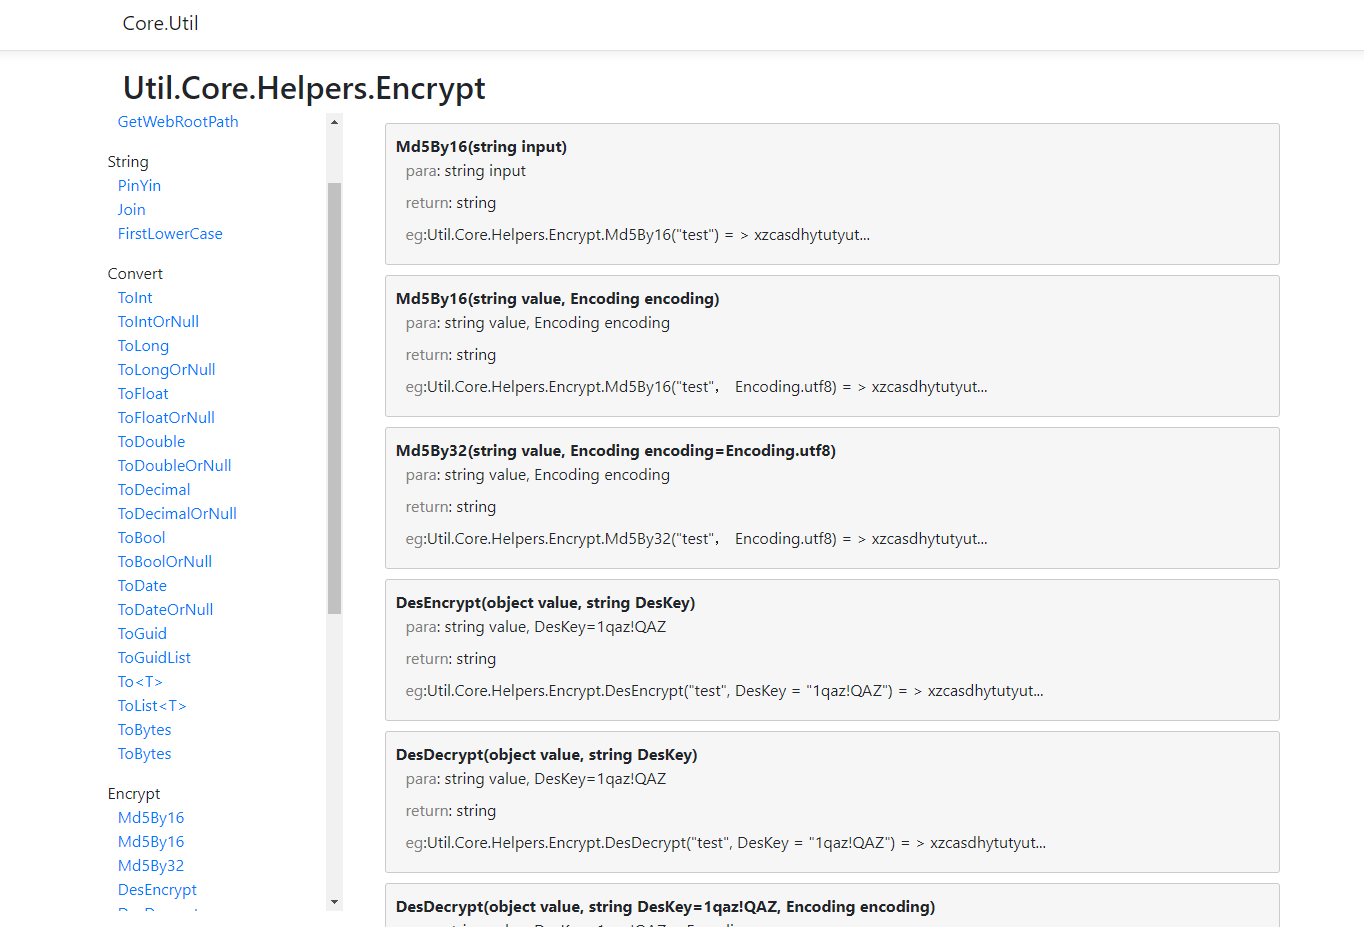 Core.Util
Util.Core.Helpers.Encrypt
GetWebRootPath
String
PinYin
Join
FirstLowerCase
Convert
ToInt
ToIntOrNull
ToLong
ToLongOrNull
ToFloat
ToFloatOrNull
ToDouble
ToDoubleOrNull
ToDecimal
ToDecimalOrNull
ToBool
ToBoolOrNull
ToDate
ToDateOrNull
ToGuid
ToGuidList
To<T>
ToList<T>
ToBytes
ToBytes
Encrypt
Md5By16
Md5By16
Md5By32
DesEncrypt
Md5By16(string input)
para: string input
return: string
eg:Util.Core.Helpers.Encrypt.Md5By16("test") = > xzcasdhytutyut...
Md5By16(string value, Encoding encoding)
para: string value, Encoding encoding
return: string
eg:Util.Core.Helpers.Encrypt.Md5By16("test"， Encoding.utf8) = > xzcasdhytutyut...
Md5By32(string value, Encoding encoding=Encoding.utf8)
para: string value, Encoding encoding
return: string
eg:Util.Core.Helpers.Encrypt.Md5By32("test"， Encoding.utf8) = > xzcasdhytutyut...
DesEncrypt(object value, string DesKey)
para: string value, DesKey=1qaz!QAZ
return: string
eg:Util.Core.Helpers.Encrypt.DesEncrypt("test", DesKey = "1qaz!QAZ") = > xzcasdhytutyut...
DesDecrypt(object value, string DesKey)
para: string value, DesKey=1qaz!QAZ
return: string
eg:Util.Core.Helpers.Encrypt.DesDecrypt("test", DesKey = "1qaz!QAZ") = > xzcasdhytutyut...
DesDecrypt(object value, string DesKey=1qaz!QAZ, Encoding encoding)